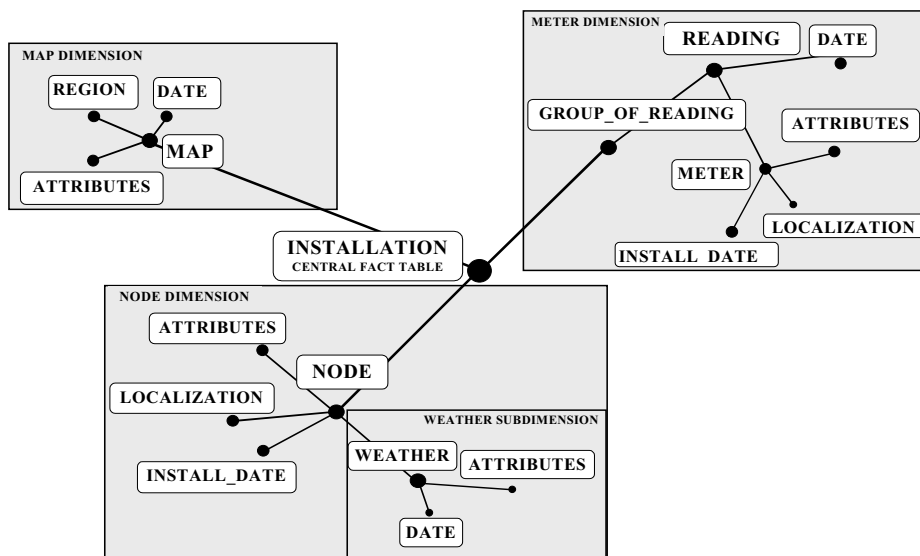 METER DIMENSION
READING
DATE
GROUP_OF_READING
ATTRIBUTES
METER
LOCALIZATION
INSTALL_DATE
MAP DIMENSION
REGION
DATE
MAP
ATTRIBUTES
INSTALLATION
CENTRAL FACT TABLE
NODE DIMENSION
ATTRIBUTES
NODE
LOCALIZATION
INSTALL_DATE
WEATHER SUBDIMENSION
WEATHER
ATTRIBUTES
DATE